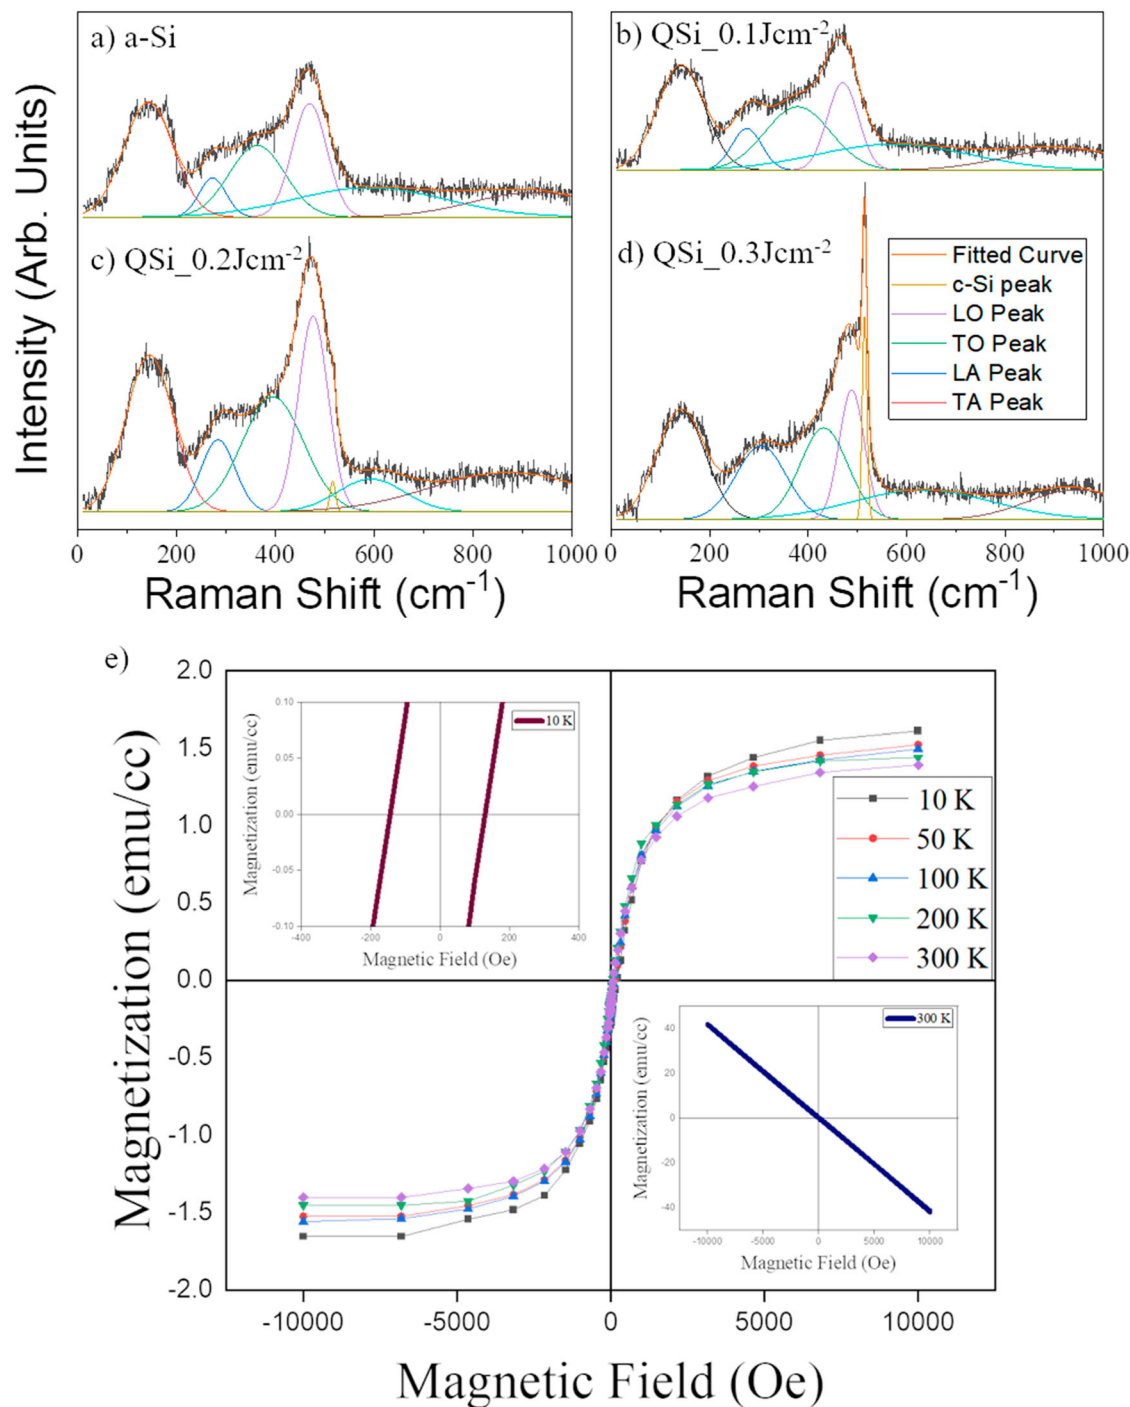 a) a-Si
b) QSi_0.1Jcm⁻²
c) QSi_0.2Jcm⁻²
d) QSi_0.3Jcm⁻²
Fitted Curve
c-Si peak
LO Peak
TO Peak
LA Peak
TA Peak
Intensity (Arb. Units)
0 200 400 600 800 1000
0 200 400 600 800 1000
Raman Shift (cm⁻¹)
Raman Shift (cm⁻¹)
e)
Magnetization (emu/cc)
2.0
1.5
1.0
0.5
0.0
-0.5
-1.0
-1.5
-2.0
Magnetization (emu/cc)
0.10
0.05
0.00
-0.05
-0.10
10 K
-400 -200 0 200 400
Magnetic Field (Oe)
10 K
50 K
100 K
200 K
300 K
Magnetization (emu/cc)
40
20
0
-20
-40
300 K
-10000 -5000 0 5000 10000
Magnetic Field (Oe)
-10000 -5000 0 5000 10000
Magnetic Field (Oe)